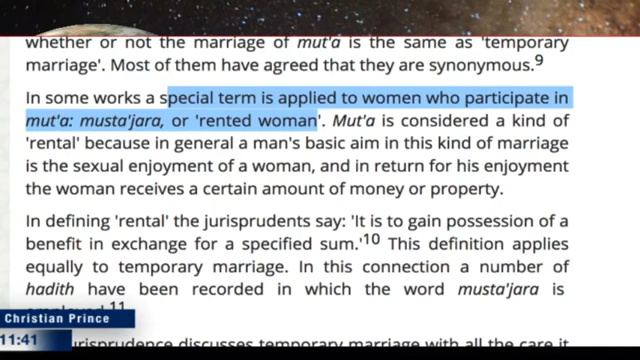 whether or not the marriage of mut'a is the same as 'temporary
marriage'. Most of them have agreed that they are synonymous.9
In some works a special term is applied to women who participate in
mut'a: musta'jara, or 'rented woman'. Mut'a is considered a kind of
'rental' because in general a man's basic aim in this kind of marriage
is the sexual enjoyment of a woman, and in return for his enjoyment
the woman receives a certain amount of money or property.
In defining 'rental' the jurisprudents say: 'It is to gain possession of a
benefit in exchange for a specified sum.'10 This definition applies
equally to temporary marriage. In this connection a number of
hadith have been recorded in which the word musta'jara is
employed.11
Christian Prince
11:41
jurisprudence discusses temporary marriage with all the care it